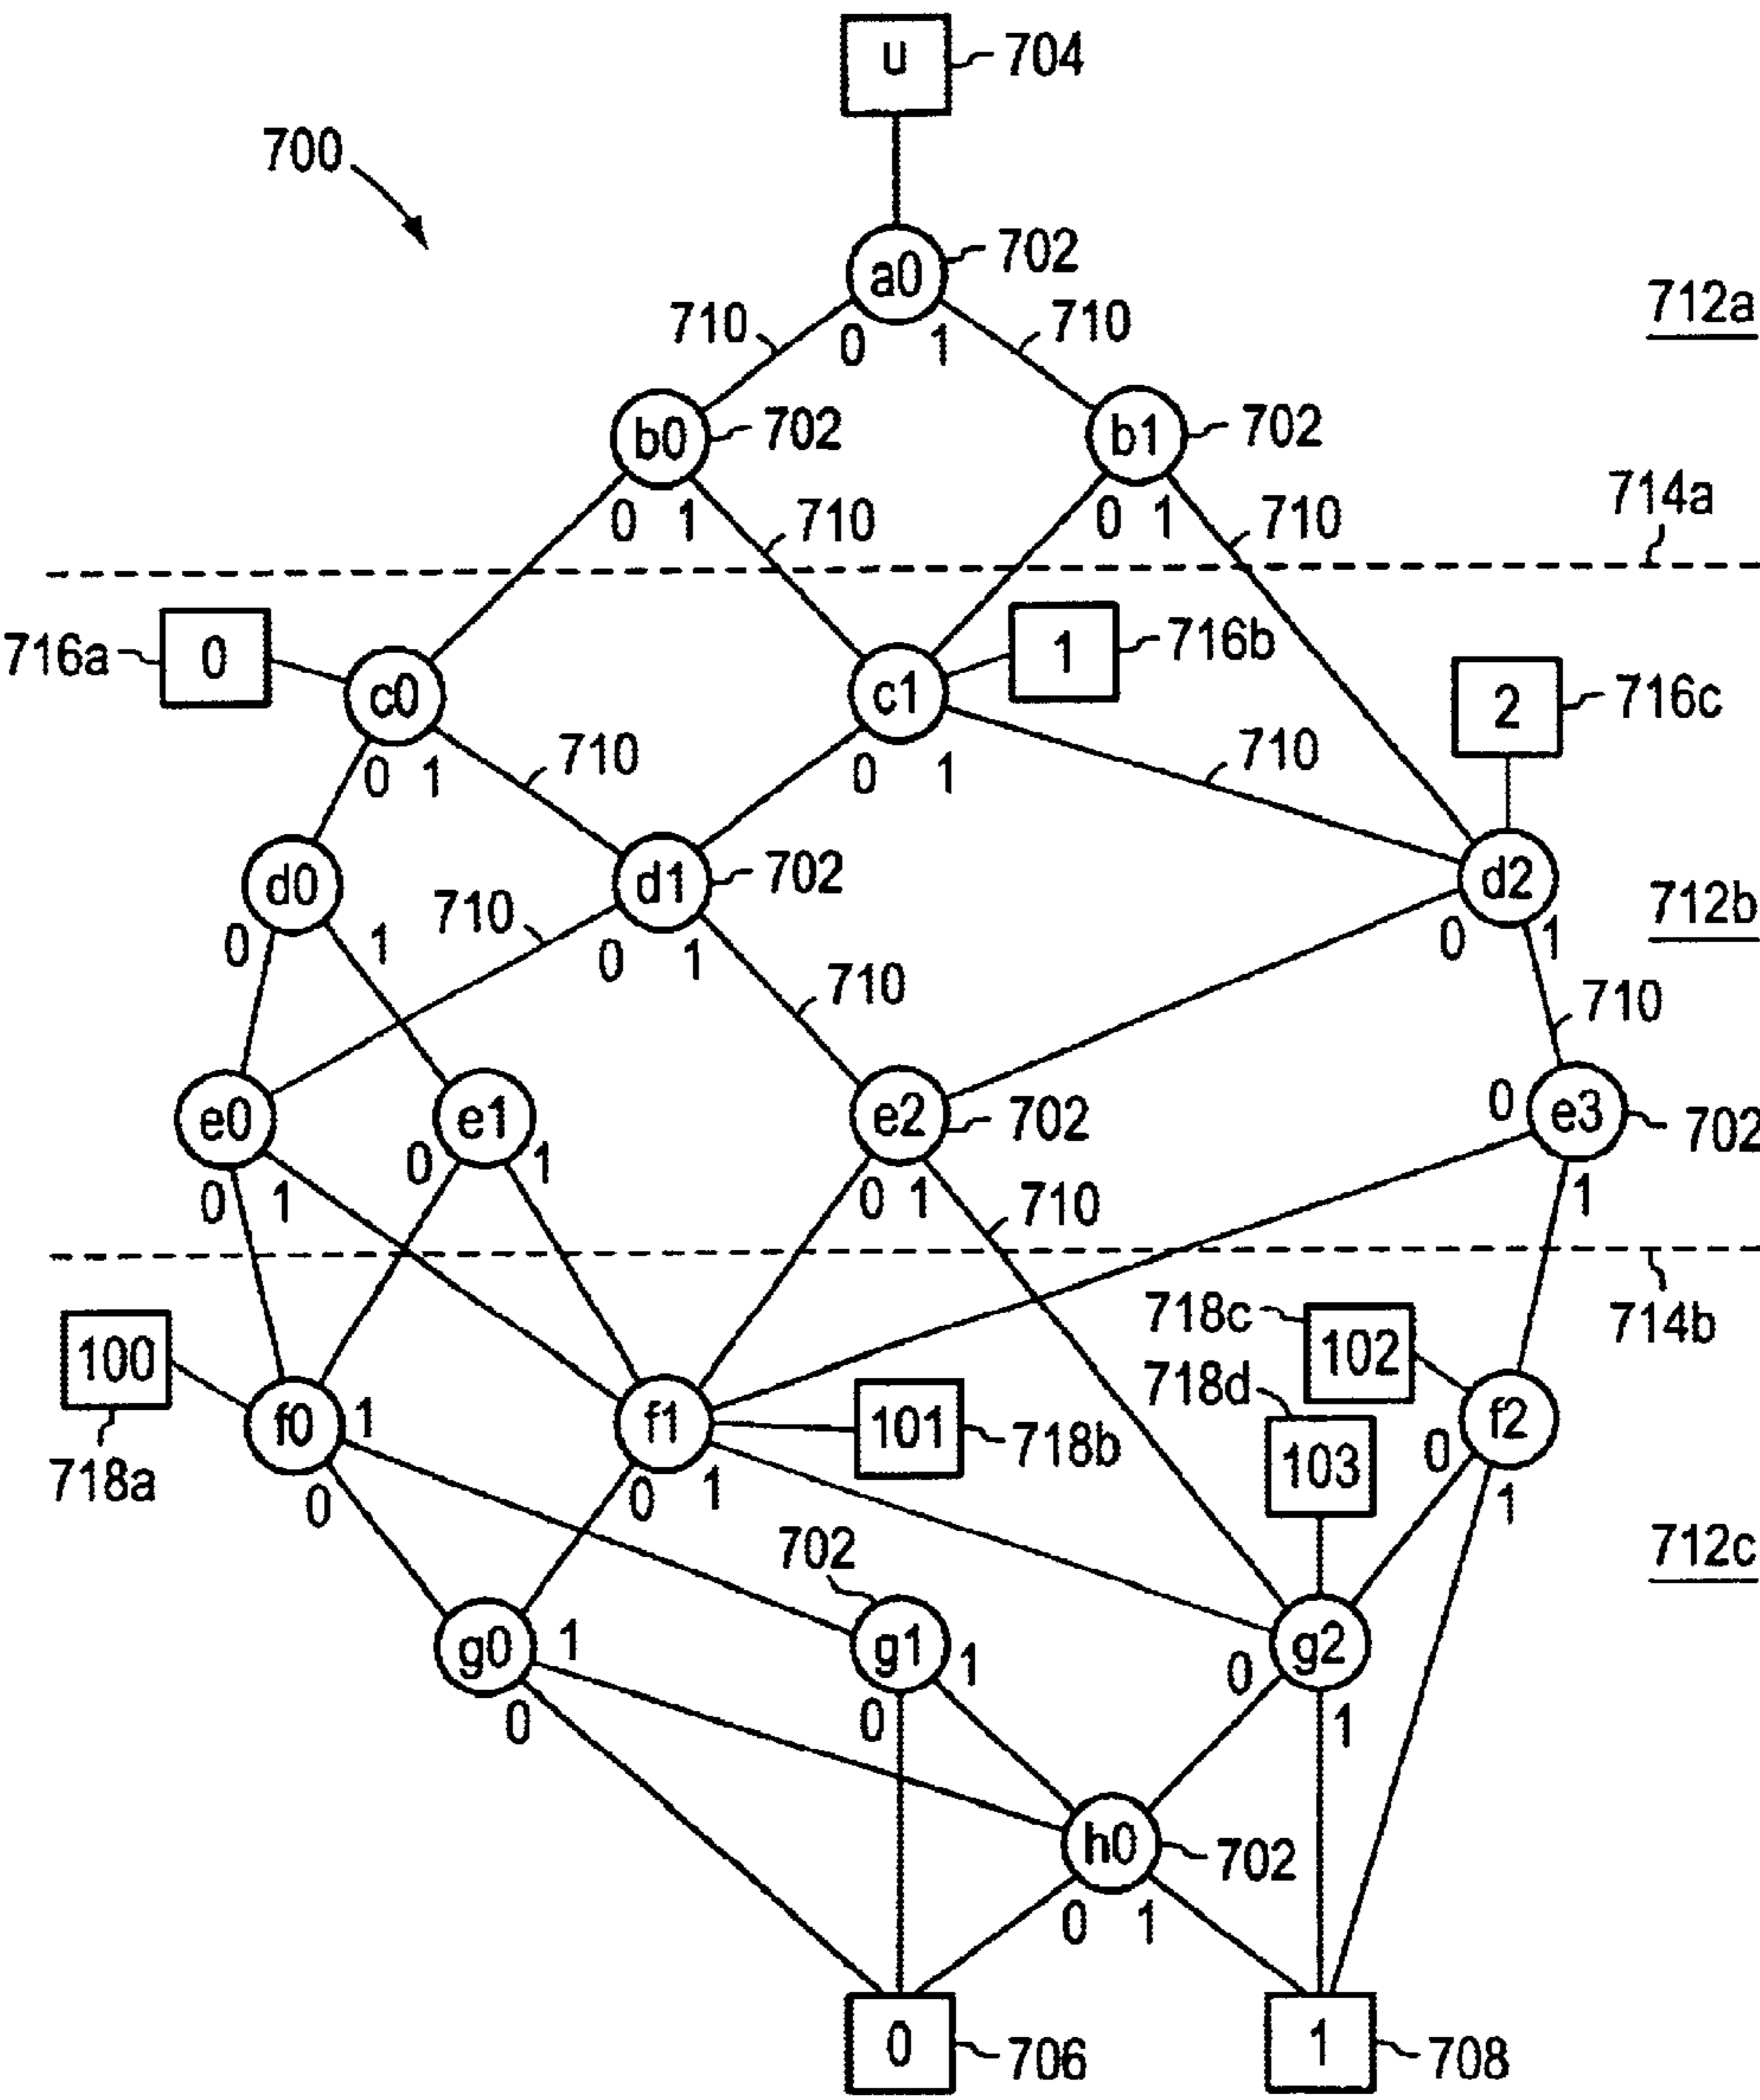 u 704
700
a0 702
712a
710 0 1 710
b0 702 b1 702
0 1 710 0 1 710 714a
716a 0 c0 c1 1 716b 2 716c
0 1 710 0 1 710
d0 d1 702 d2 712b
0 1 710 0 1 710 0 1 710
e0 e1 e2 702 0 e3 702
0 1 0 1 0 1 710 1
714b
718a 100 f0 1 f1 101 718b 718c 102 718d 103 f2
0 0 1 0 1
702 712c
g0 1 g1 1 0 g2
0 0 1
h0 702
0 1
0 706 1 708